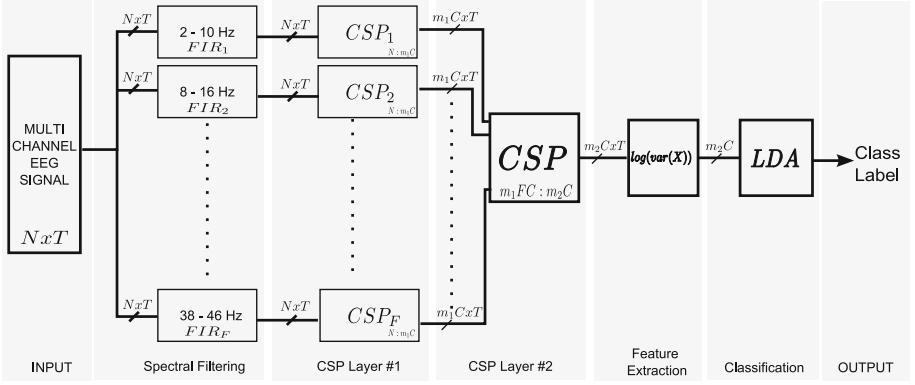 MULTI
CHANNEL
EEG
SIGNAL
NxT
NxT
2 - 10 Hz
FIR₁
NxT
CSP₁
N : m₁C
m₁CxT
NxT
8 - 16 Hz
FIR₂
NxT
CSP₂
N : m₁C
m₁CxT
NxT
38 - 46 Hz
FIR_F
NxT
CSP_F
N : m₁C
m₁CxT
CSP
m₁FC : m₂C
m₂CxT
log(var(X))
m₂C
LDA
Class
Label
INPUT
Spectral Filtering
CSP Layer #1
CSP Layer #2
Feature
Extraction
Classification
OUTPUT